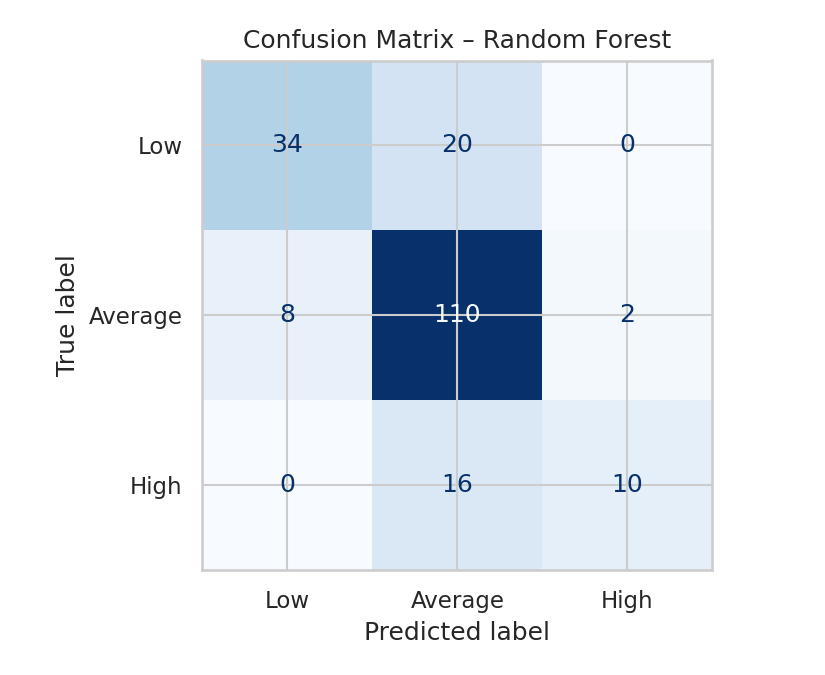 Confusion Matrix – Random Forest
Low 34 20 0
Average 8 110 2
High 0 16 10
True label
Low Average High
Predicted label